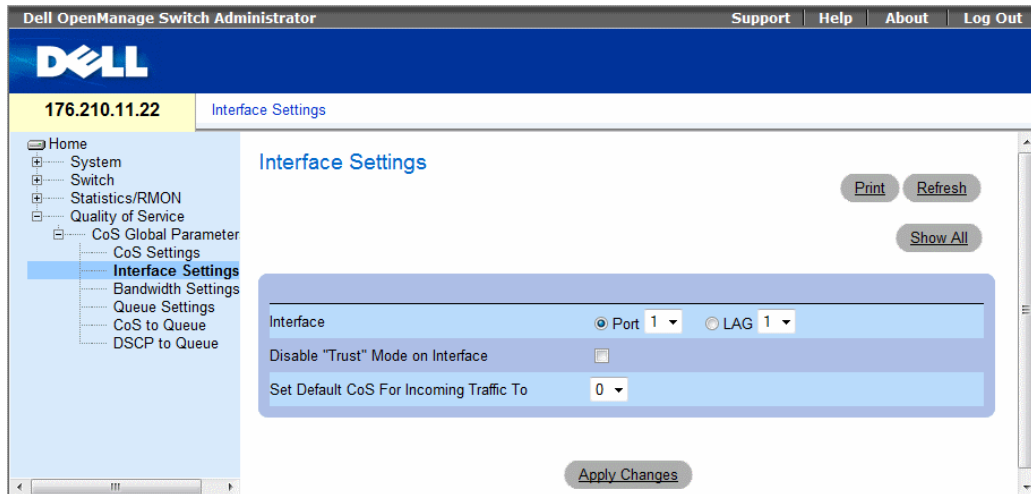 Dell OpenManage Switch Administrator
Support Help About Log Out
DELL
176.210.11.22
Interface Settings
Home
System
Switch
Statistics/RMON
Quality of Service
CoS Global Parameter
CoS Settings
Interface Settings
Bandwidth Settings
Queue Settings
CoS to Queue
DSCP to Queue
Interface Settings
Print Refresh
Show All
Interface Port 1 LAG 1
Disable "Trust" Mode on Interface
Set Default CoS For Incoming Traffic To 0
Apply Changes